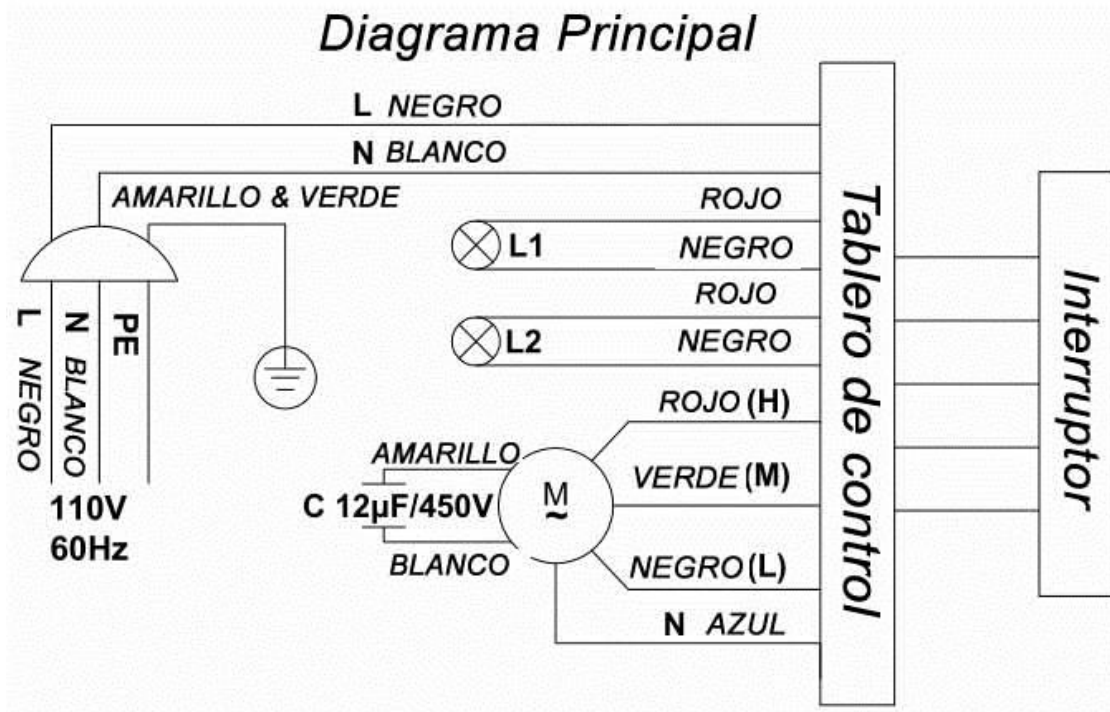 Diagrama Principal
L NEGRO
N BLANCO
AMARILLO & VERDE
L NEGRO
N BLANCO
PE
110V
60Hz
L1
ROJO
NEGRO
L2
ROJO
NEGRO
AMARILLO
C 12µF/450V
BLANCO
M
~
ROJO (H)
VERDE (M)
NEGRO (L)
N AZUL
Tablero de control
Interruptor